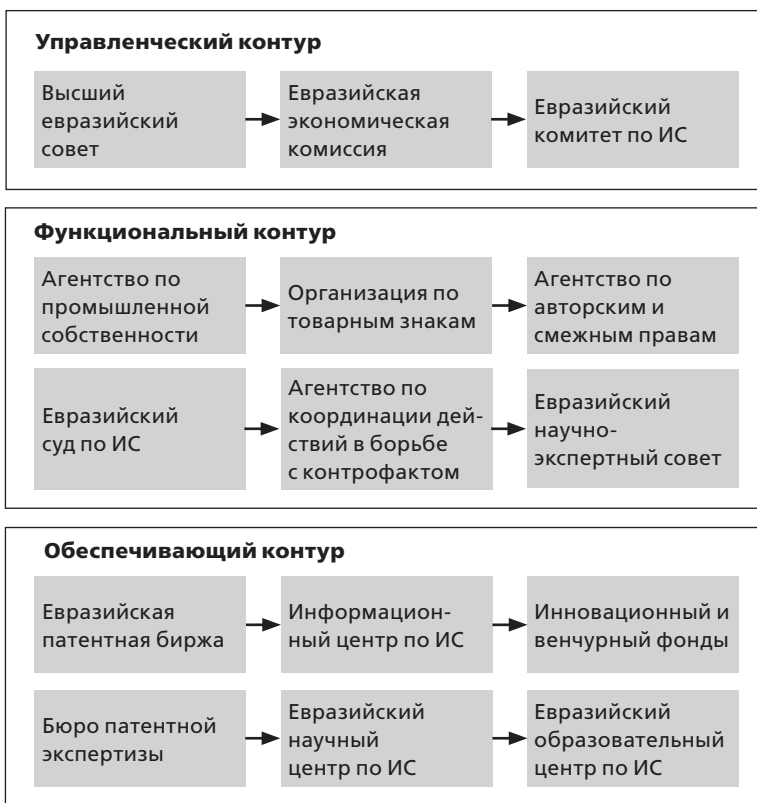 Управленческий контур
Высший
евразийский
совет
Евразийская
экономическая
комиссия
Евразийский
комитет по ИС
Функциональный контур
Агентство по
промышленной
собственности
Организация по
товарным знакам
Агентство по
авторским и
смежным правам
Евразийский
суд по ИС
Агентство по
координации дей-
ствий в борьбе
с контрофактом
Евразийский
научно-
экспертный совет
Обеспечивающий контур
Евразийская
патентная биржа
Информацион-
ный центр по ИС
Инновационный и
венчурный фонды
Бюро патентной
экспертизы
Евразийский
научный
центр по ИС
Евразийский
образовательный
центр по ИС